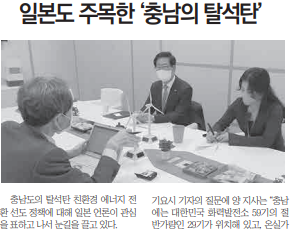 일본도 주목한 ‘충남의 탈석탄’
충남도의 탈석탄 친환경 에너지 전
환 선도 정책에 대해 일본 언론이 관심
을 표하고 나서 눈길을 끌고 있다.
기요시 기자의 질문에 양 지사는 “충남
에는 대한민국 화력발전소 59기의 절
반가량인 29기가 위치해 있고, 온실가